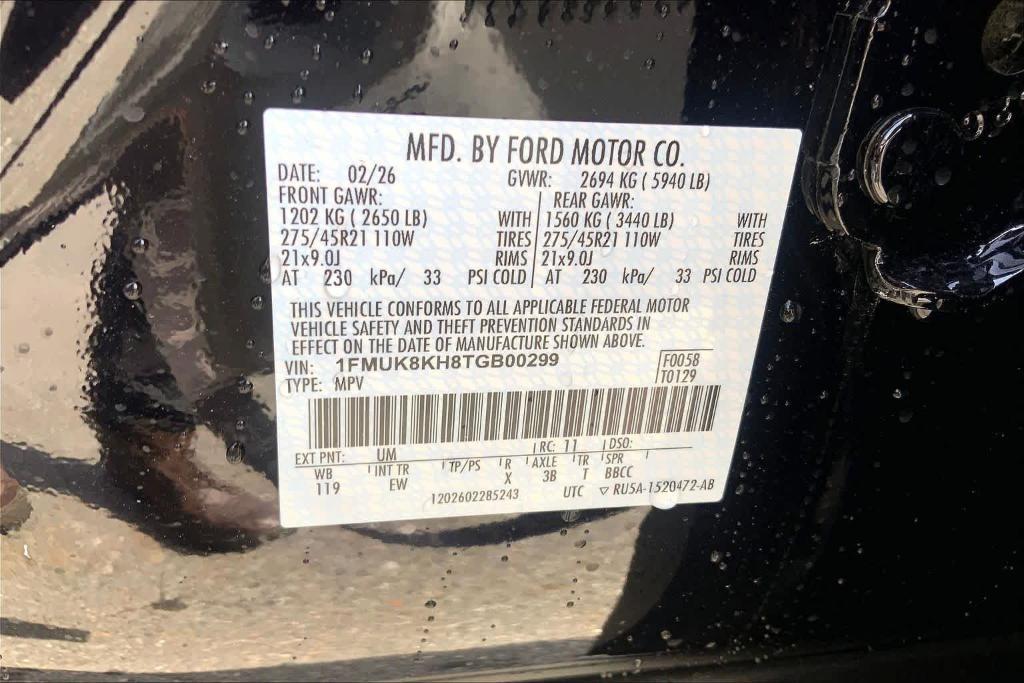 MFD. BY FORD MOTOR CO.
DATE: 02/26 GVWR: 2694 KG ( 5940 LB)
FRONT GAWR: REAR GAWR:
1202 KG ( 2650 LB) WITH 1560 KG ( 3440 LB) WITH
275/45R21 110W TIRES 275/45R21 110W TIRES
21x9.0J RIMS 21x9.0J RIMS
AT 230 kPa/ 33 PSI COLD AT 230 kPa/ 33 PSI COLD
THIS VEHICLE CONFORMS TO ALL APPLICABLE FEDERAL MOTOR
VEHICLE SAFETY AND THEFT PREVENTION STANDARDS IN
EFFECT ON THE DATE OF MANUFACTURE SHOWN ABOVE.
VIN: 1FMUK8KH8TGB00299 F0058
TYPE: MPV T0129
EXT PNT: UM RC: 11 DSO:
WB INT TR TP/PS R AXLE TR SPR
119 EW X 3B T BBCC
1202602285243 UTC ▽ RU5A-1520472-AB